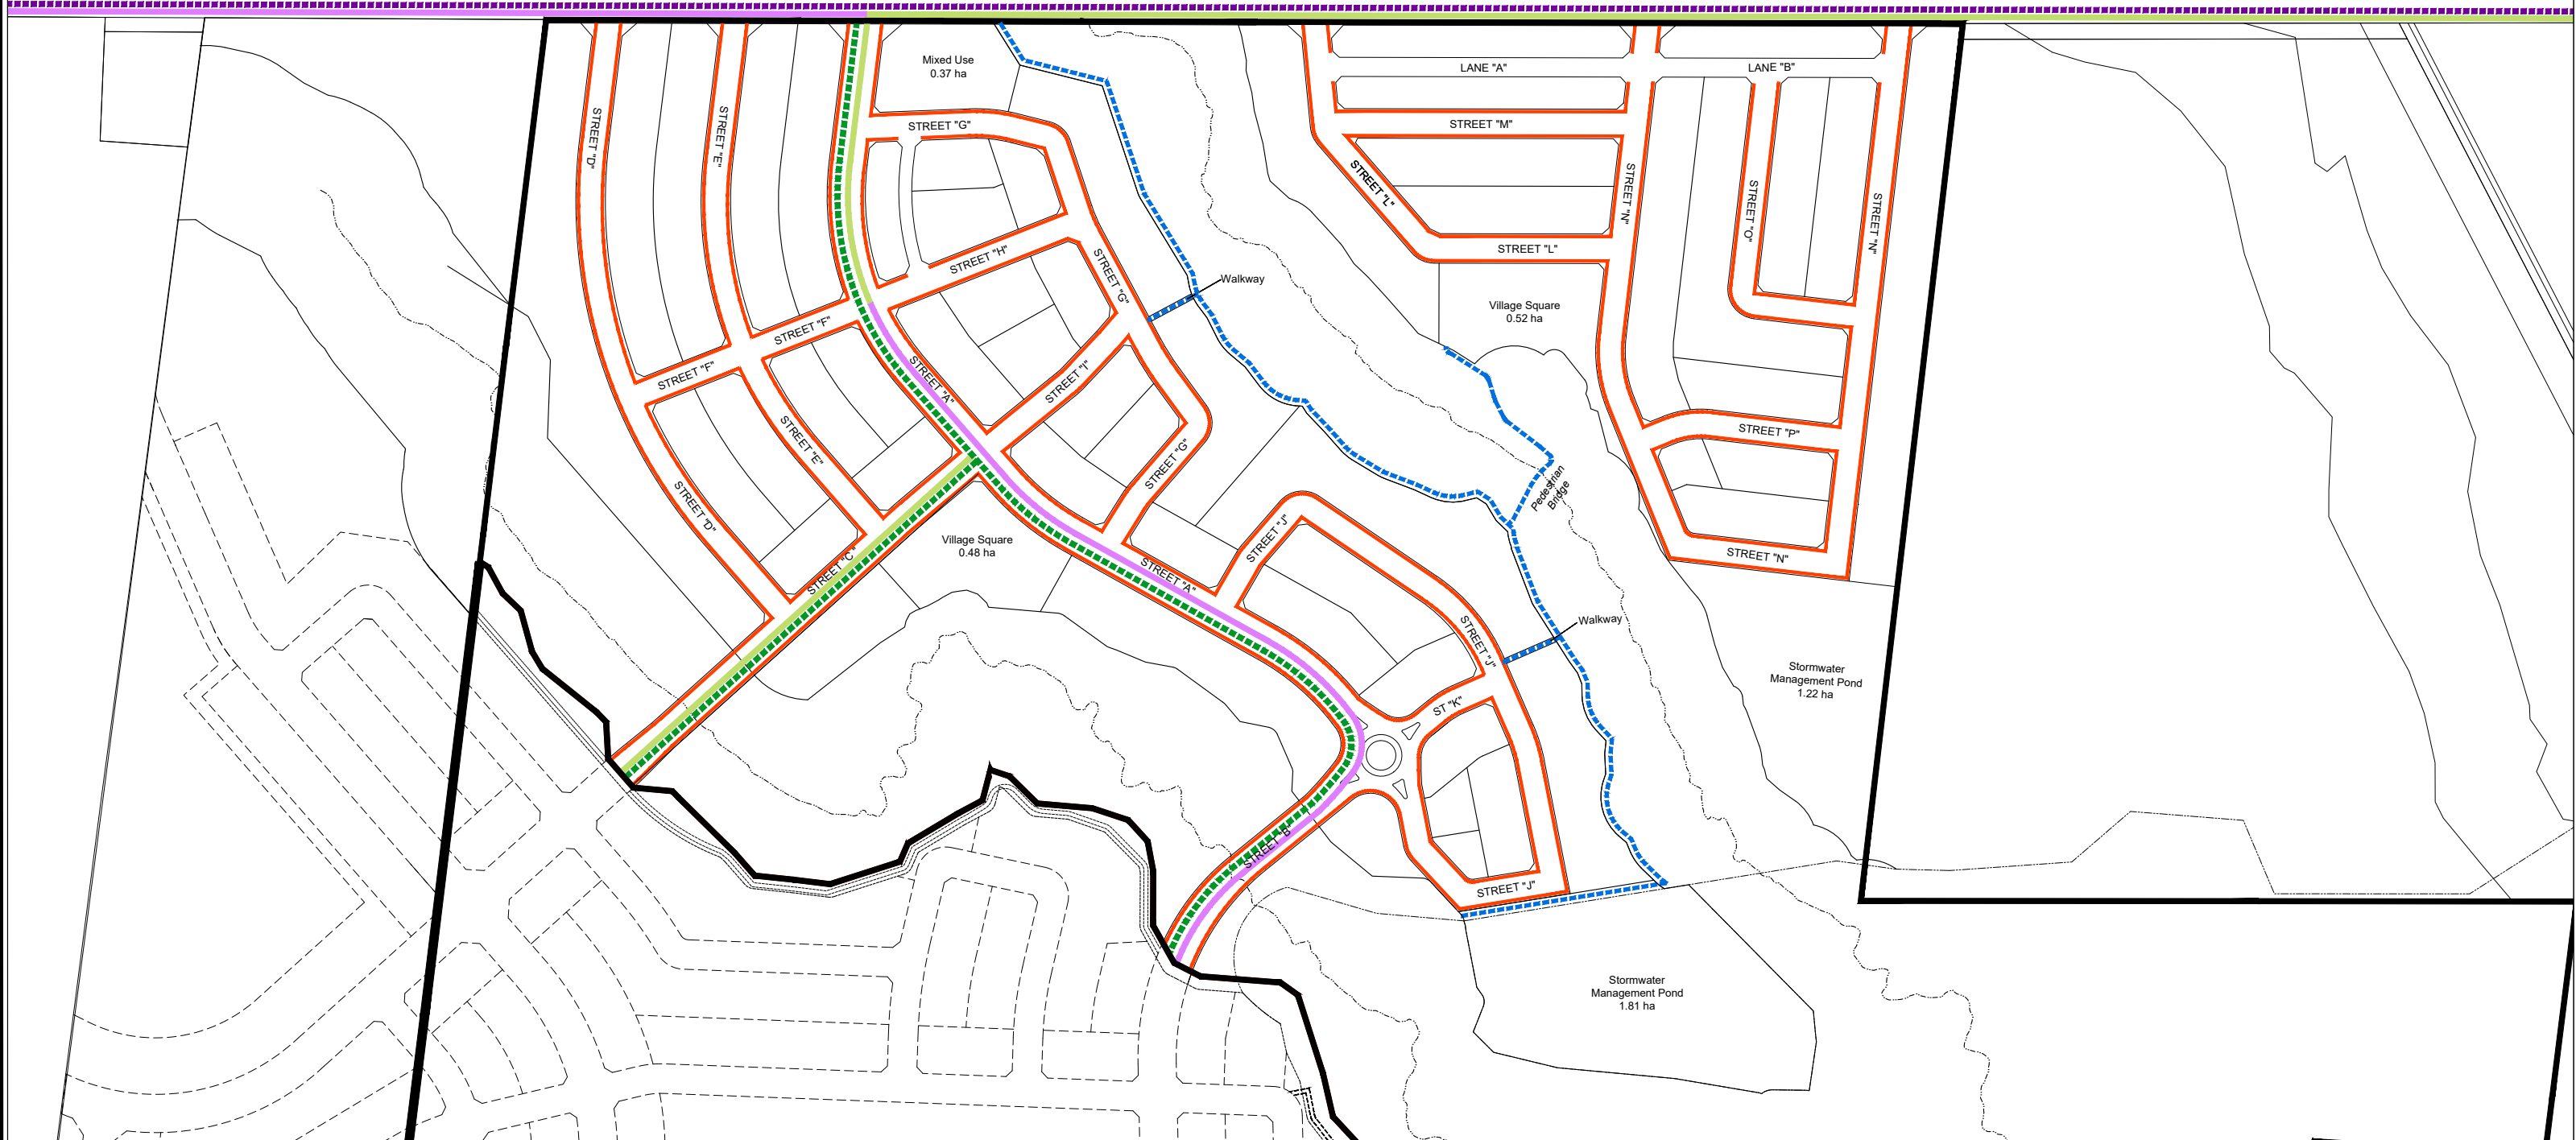 Mixed Use
0.37 ha
LANE "A"
LANE "B"
STREET "D"
STREET "E"
STREET "G"
STREET "M"
STREET "L"
STREET "N"
STREET "O"
STREET "N"
STREET "H"
STREET "G"
STREET "L"
Walkway
Village Square
0.52 ha
STREET "F"
STREET "F"
STREET "A"
STREET "I"
STREET "E"
STREET "P"
STREET "G"
STREET "D"
Pedestrian
Bridge
Village Square
0.48 ha
STREET "J"
STREET "N"
STREET "C"
STREET "A"
STREET "J"
Walkway
Stormwater
Management Pond
1.22 ha
ST "K"
STREET "B"
STREET "J"
Stormwater
Management Pond
1.81 ha